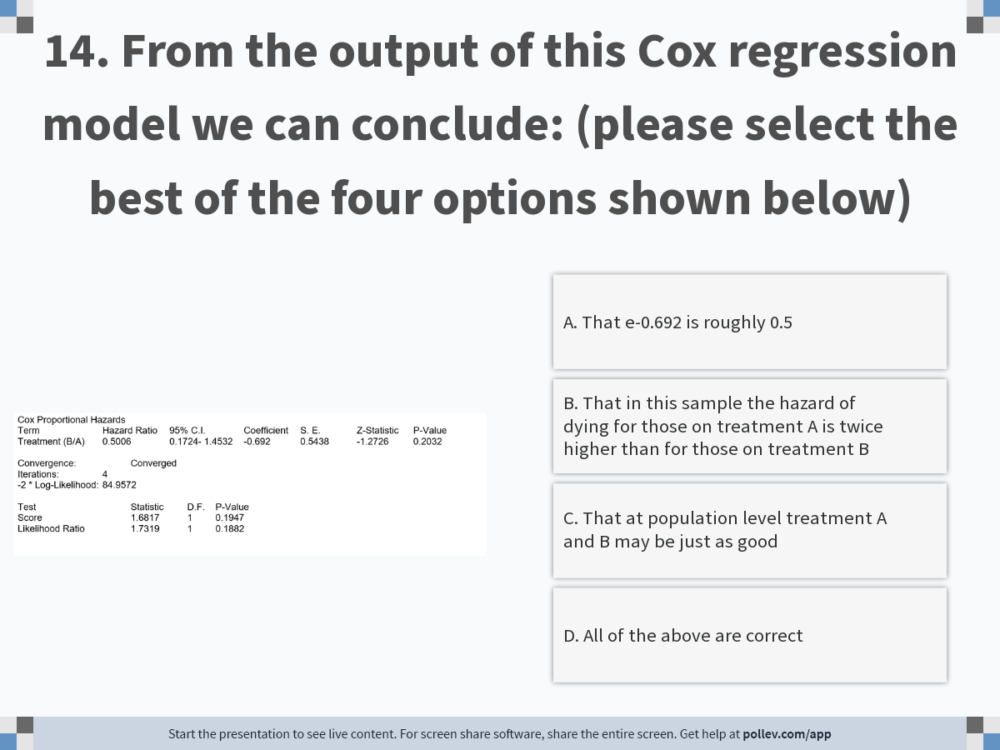 14. From the output of this Cox regression
model we can conclude: (please select the
best of the four options shown below)
A. That e-0.692 is roughly 0.5
B. That in this sample the hazard of
dying for those on treatment A is twice
higher than for those on treatment B
C. That at population level treatment A
and B may be just as good
D. All of the above are correct
Cox Proportional Hazards
Term Hazard Ratio 95% C.I. Coefficient S. E. Z-Statistic P-Value
Treatment (B/A) 0.5006 0.1724- 1.4532 -0.692 0.5438 -1.2726 0.2032
Convergence: Converged
Iterations: 4
-2 * Log-Likelihood: 84.9572
Test Statistic D.F. P-Value
Score 1.6817 1 0.1947
Likelihood Ratio 1.7319 1 0.1882
Start the presentation to see live content. For screen share software, share the entire screen. Get help at pollev.com/app